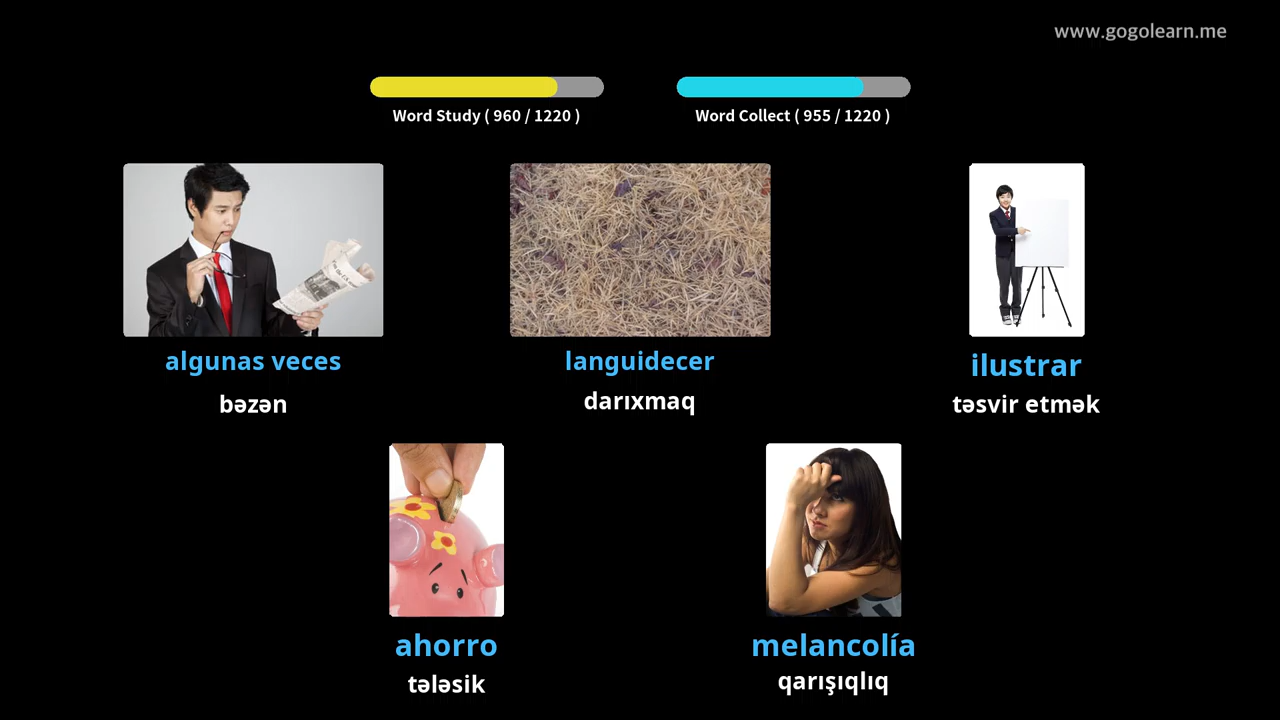 www.gogolearn.me
Word Study ( 960 / 1220 )
Word Collect ( 955 / 1220 )
algunas veces
bəzən
languidecer
darıxmaq
ilustrar
təsvir etmək
ahorro
tələsik
melancolía
qarışıqlıq